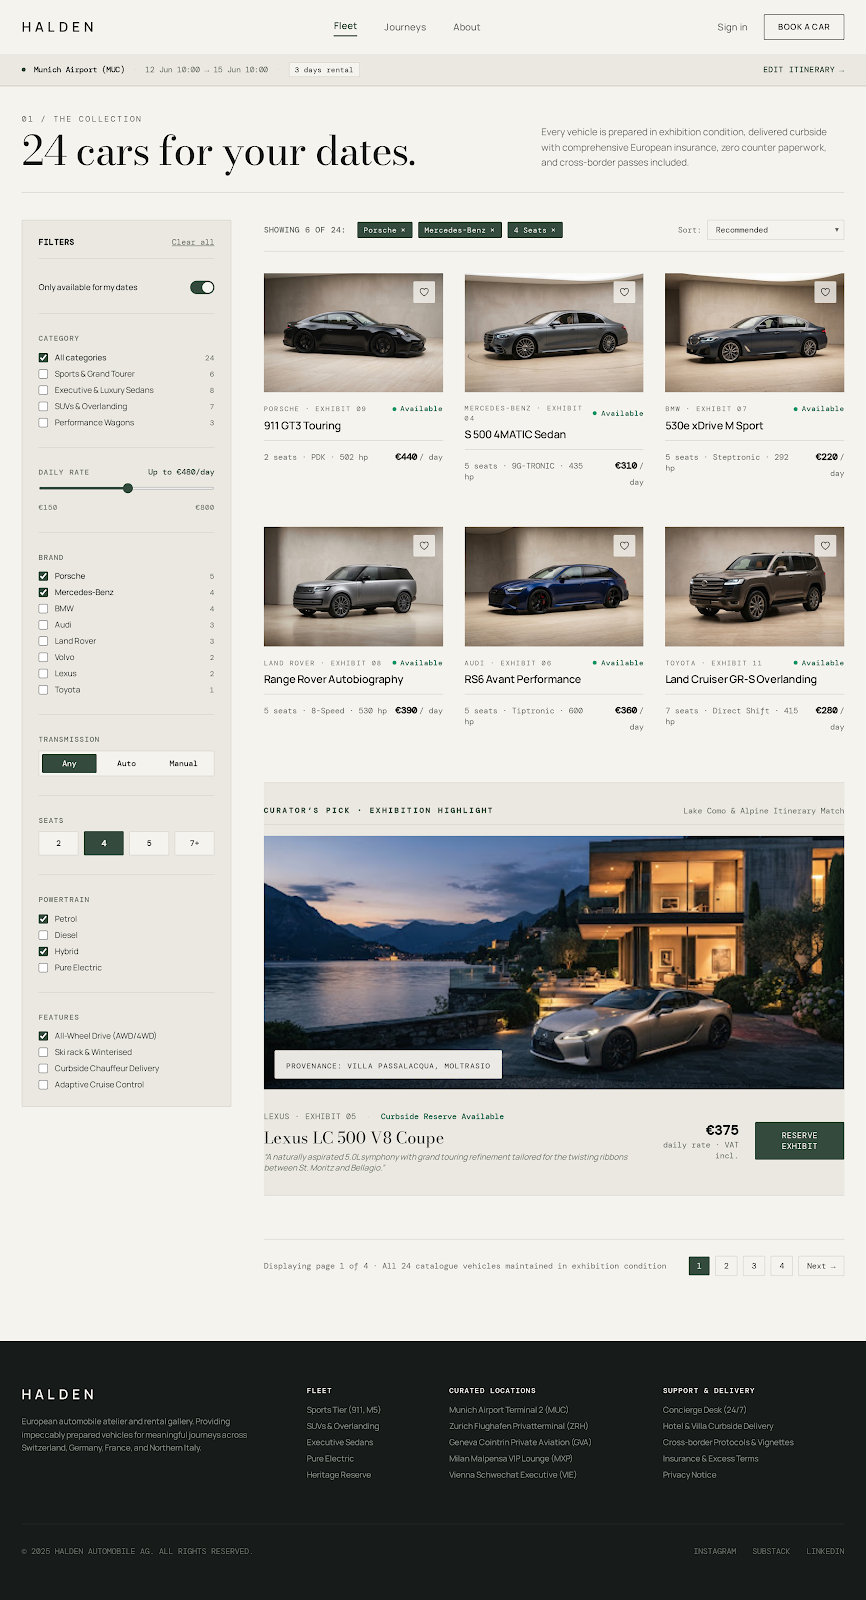 HALDEN
Fleet
Journeys
About
Sign in
BOOK A CAR
Munich Airport (MUC)
12 Jun 10:00 → 15 Jun 10:00
3 days rental
EDIT ITINERARY →
01 / THE COLLECTION
24 cars for your dates.
Every vehicle is prepared in exhibition condition, delivered curbside
with comprehensive European insurance, zero counter paperwork,
and cross-border passes included.
FILTERS
Clear all
Only available for my dates
CATEGORY
All categories 24
Sports & Grand Tourer 6
Executive & Luxury Sedans 8
SUVs & Overlanding 7
Performance Wagons 3
DAILY RATE
Up to €480/day
€150
€800
BRAND
Porsche 5
Mercedes-Benz 4
BMW 4
Audi 3
Land Rover 3
Volvo 2
Lexus 2
Toyota 1
TRANSMISSION
Any
Auto
Manual
SEATS
2
4
5
7+
POWERTRAIN
Petrol
Diesel
Hybrid
Pure Electric
FEATURES
All-Wheel Drive (AWD/4WD)
Ski rack & Winterised
Curbside Chauffeur Delivery
Adaptive Cruise Control
SHOWING 6 OF 24:
Porsche ×
Mercedes-Benz ×
4 Seats ×
Sort:
Recommended
PORSCHE · EXHIBIT 09
Available
911 GT3 Touring
2 seats · PDK · 502 hp
€440 / day
MERCEDES-BENZ · EXHIBIT
04
Available
S 500 4MATIC Sedan
5 seats · 9G-TRONIC · 435
hp
€310 /
day
BMW · EXHIBIT 07
Available
530e xDrive M Sport
5 seats · Steptronic · 292
hp
€220 /
day
LAND ROVER · EXHIBIT 08
Available
Range Rover Autobiography
5 seats · 8-Speed · 530 hp
€390 / day
AUDI · EXHIBIT 06
Available
RS6 Avant Performance
5 seats · Tiptronic · 600
hp
€360 /
day
TOYOTA · EXHIBIT 11
Available
Land Cruiser GR-S Overlanding
7 seats · Direct Shift · 415
hp
€280 /
day
CURATOR'S PICK · EXHIBITION HIGHLIGHT
Lake Como & Alpine Itinerary Match
PROVENANCE: VILLA PASSALACQUA, MOLTRASIO
LEXUS · EXHIBIT 05
Curbside Reserve Available
Lexus LC 500 V8 Coupe
"A naturally aspirated 5.0L symphony with grand touring refinement tailored for the twisting ribbons
between St. Moritz and Bellagio."
€375
daily rate · VAT
incl.
RESERVE
EXHIBIT
Displaying page 1 of 4 · All 24 catalogue vehicles maintained in exhibition condition
1
2
3
4
Next →
HALDEN
European automobile atelier and rental gallery. Providing
impeccably prepared vehicles for meaningful journeys across
Switzerland, Germany, France, and Northern Italy.
FLEET
Sports Tier (911, M5)
SUVs & Overlanding
Executive Sedans
Pure Electric
Heritage Reserve
CURATED LOCATIONS
Munich Airport Terminal 2 (MUC)
Zurich Flughafen Privatterminal (ZRH)
Geneva Cointrin Private Aviation (GVA)
Milan Malpensa VIP Lounge (MXP)
Vienna Schwechat Executive (VIE)
SUPPORT & DELIVERY
Concierge Desk (24/7)
Hotel & Villa Curbside Delivery
Cross-border Protocols & Vignettes
Insurance & Excess Terms
Privacy Notice
© 2025 HALDEN AUTOMOBILE AG. ALL RIGHTS RESERVED.
INSTAGRAM
SUBSTACK
LINKEDIN